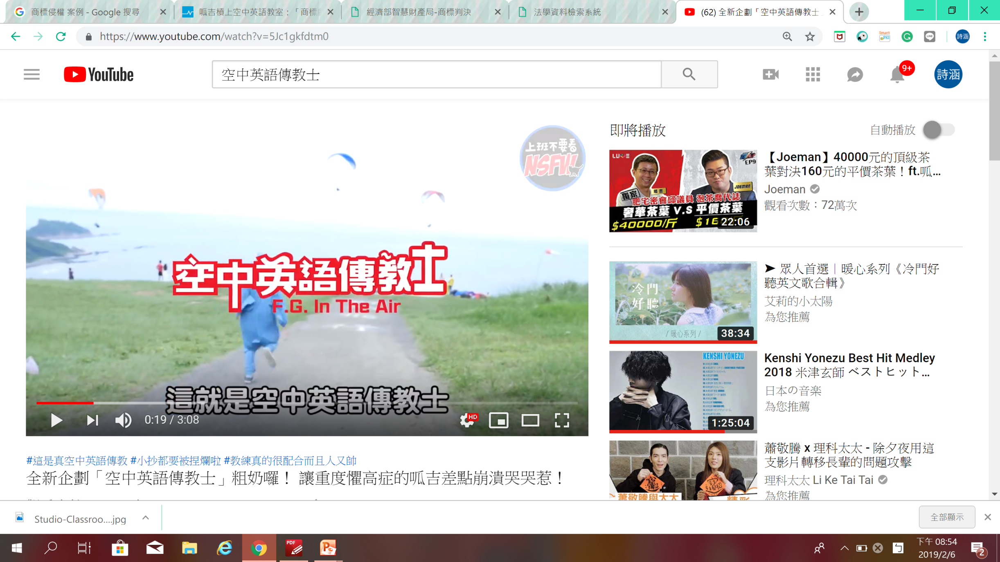 商標侵權 案例 - Google 搜尋
呱吉槓上空中英語教室：「商標
經濟部智慧財產局-商標判決
法學資料檢索系統
(62) 全新企劃「空中英語傳教士
https://www.youtube.com/watch?v=5Jc1gkfdtm0
Smart
PKI
LINE
詩涵
YouTube
空中英語傳教士
9+
詩涵
上班不要看
NSFW
空中英語傳教士
F.G. In The Air
這就是空中英語傳教士
0:19 / 3:08
HD
#這是真空中英語傳教 #小抄都要被捏爛啦 #教練真的很配合而且人又帥
全新企劃「空中英語傳教士」粗奶囉！ 讓重度懼高症的呱吉差點崩潰哭哭惹！
即將播放
自動播放
EP9
獨家
呱吉
JOEMAN
肥宅密會邱議員 泡茶喬代誌
奢華茶葉 V.S 平價茶葉
$40000/斤
22:06
【Joeman】40000元的頂級茶
葉對決160元的平價茶葉！ft.呱...
Joeman
觀看次數：72萬次
冷門
好聽
/ 暖心系列 /
38:34
➤ 眾人首選｜暖心系列《冷門好
聽英文歌合輯》
艾莉的小太陽
為您推薦
KENSHI YONEZU
1:25:04
Kenshi Yonezu Best Hit Medley
2018 米津玄師 ベストヒット...
日本の音楽
為您推薦
蕭敬騰與太太
精彩
蕭敬騰 x 理科太太 - 除夕夜用這
支影片轉移長輩的問題攻擊
理科太太 Li Ke Tai Tai
為您推薦
Studio-Classroo....jpg
全部顯示
PDF
下午 08:54
2019/2/6
2